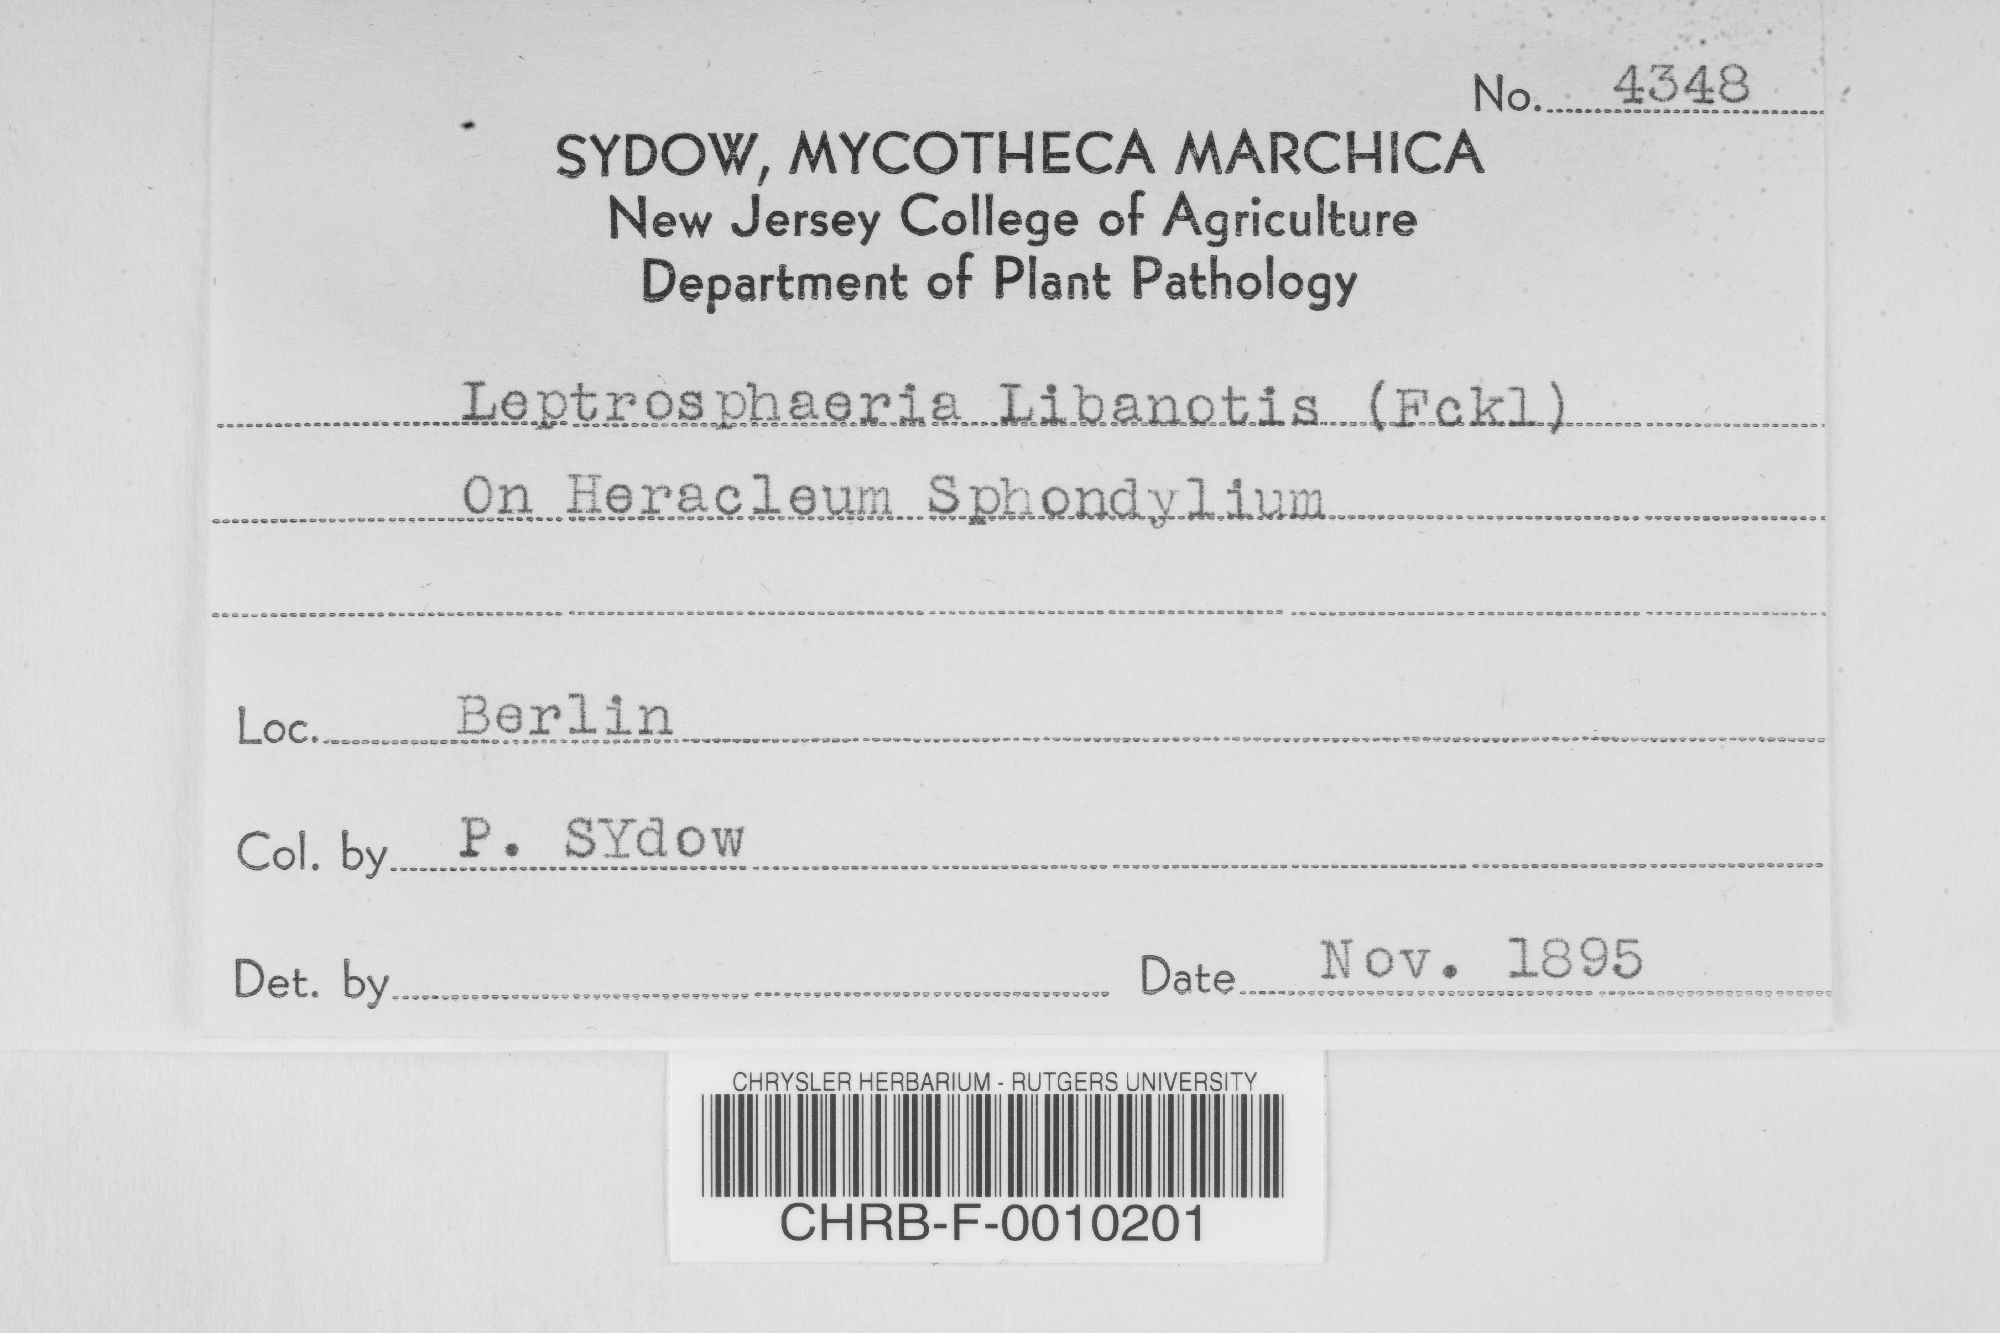 No. 4348
SYDOW, MYCOTHECA MARCHICA
New Jersey College of Agriculture
Department of Plant Pathology
Leptrosphaeria Libanotis (Fckl)
On Heracleum Sphondylium
Loc. Berlin
Col. by P. SYdow
Det. by Date Nov. 1895
CHRYSLER HERBARIUM - RUTGERS UNIVERSITY
CHRB-F-0010201